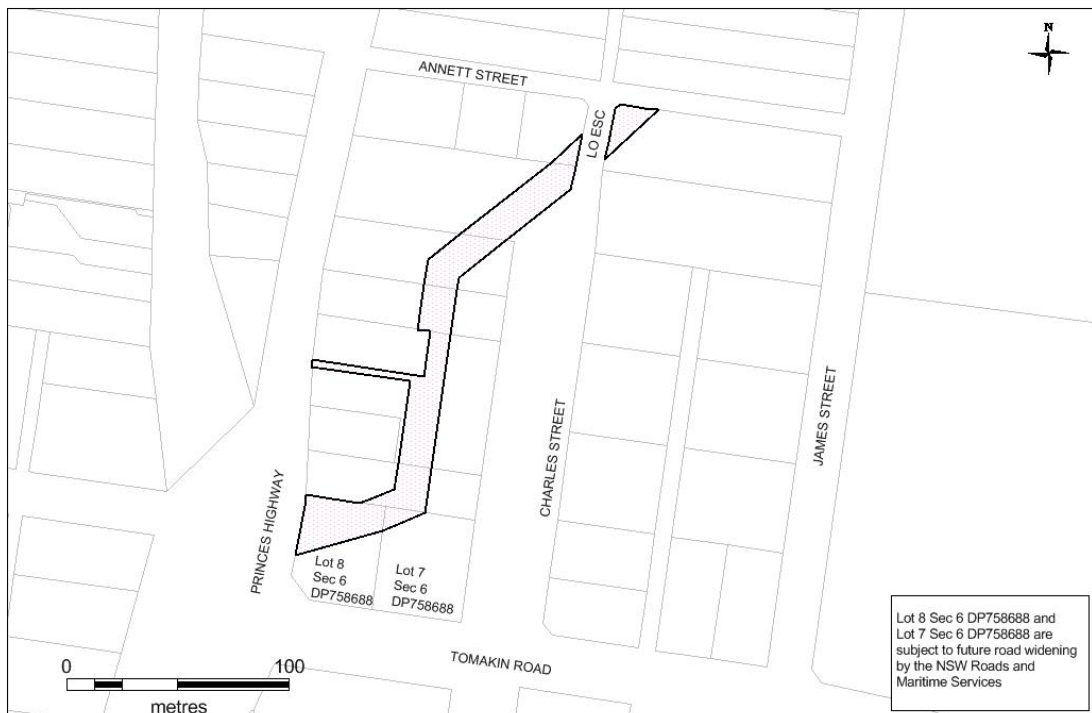 N
ANNETT STREET
LO ESC
JAMES STREET
CHARLES STREET
PRINCES HIGHWAY
Lot 8
Sec 6
DP758688
Lot 7
Sec 6
DP758688
TOMAKIN ROAD
0 100
metres
Lot 8 Sec 6 DP758688 and
Lot 7 Sec 6 DP758688 are
subject to future road widening
by the NSW Roads and
Maritime Services